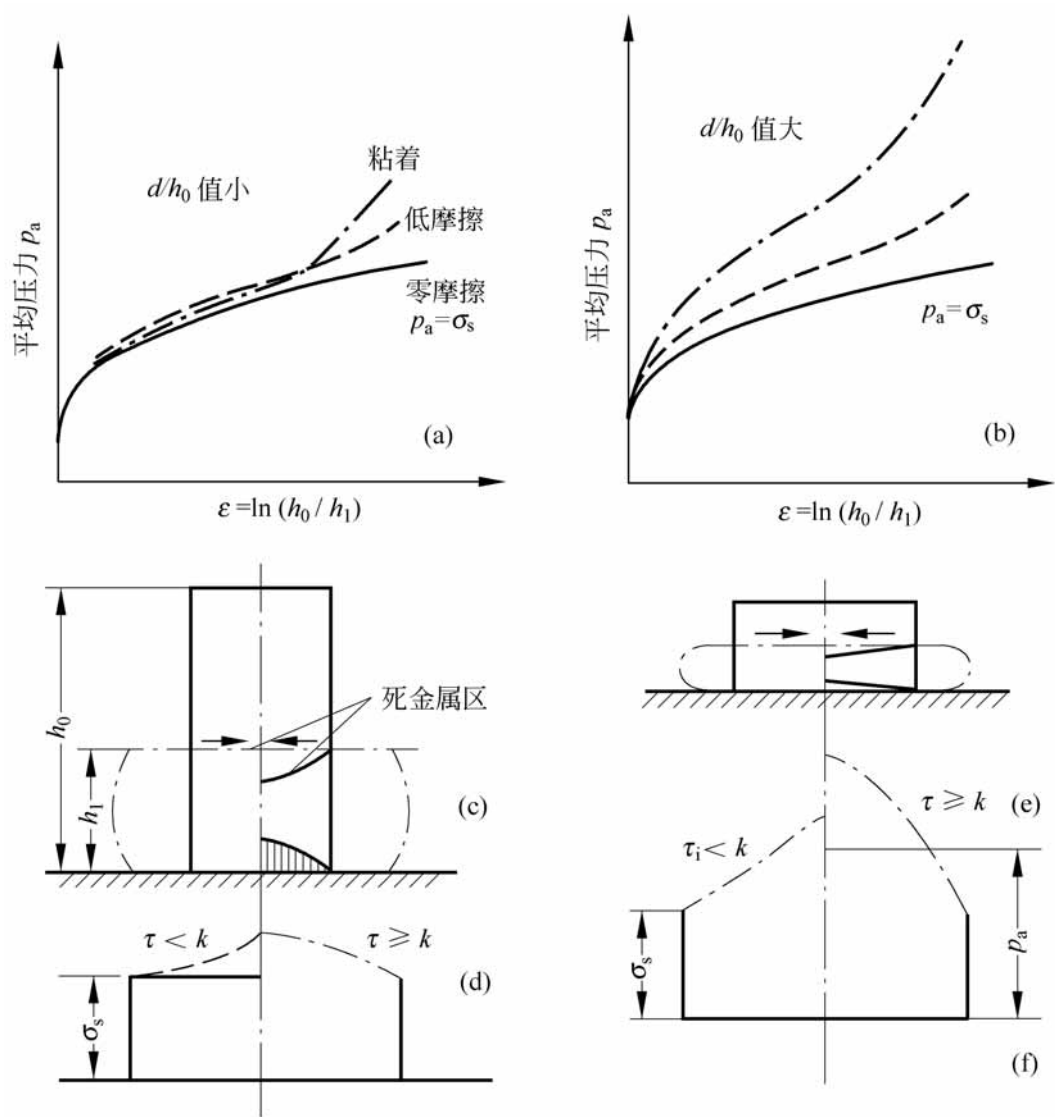 平均压力 pₐ
d/h₀ 值小
粘着
低摩擦
零摩擦
pₐ=σₛ
(a)
ε=ln (h₀ / h₁)
平均压力 pₐ
d/h₀ 值大
pₐ=σₛ
(b)
ε=ln (h₀ / h₁)
h₀
h₁
死金属区
(c)
τ < k
τ ⩾ k
σₛ
(d)
(e)
τᵢ< k
τ ⩾ k
σₛ
pₐ
(f)